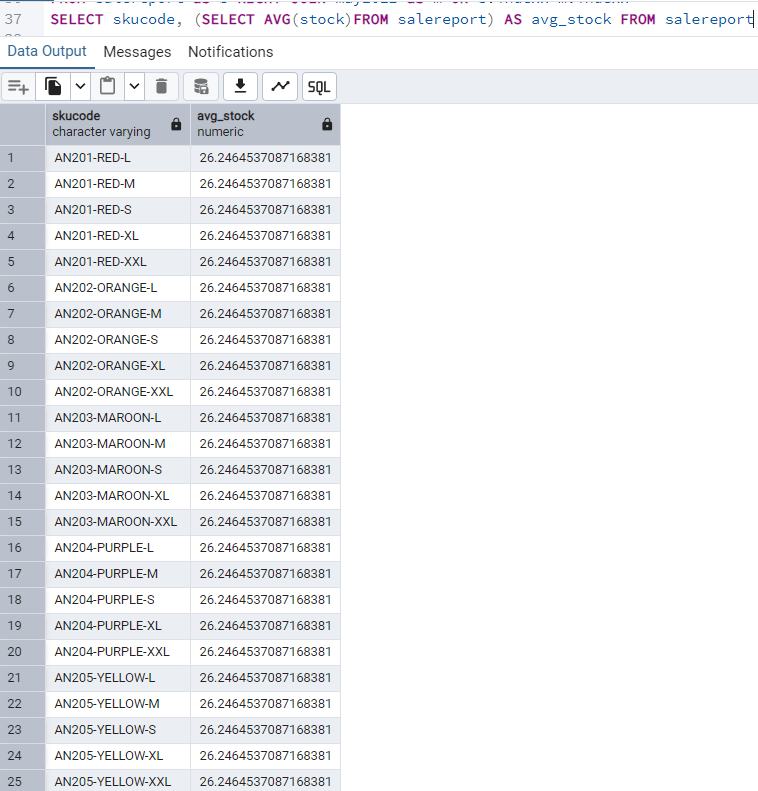 37 SELECT skucode, (SELECT AVG(stock)FROM salereport) AS avg_stock FROM salereport
Data Output Messages Notifications
SQL
skucode avg_stock
character varying numeric
1 AN201-RED-L 26.2464537087168381
2 AN201-RED-M 26.2464537087168381
3 AN201-RED-S 26.2464537087168381
4 AN201-RED-XL 26.2464537087168381
5 AN201-RED-XXL 26.2464537087168381
6 AN202-ORANGE-L 26.2464537087168381
7 AN202-ORANGE-M 26.2464537087168381
8 AN202-ORANGE-S 26.2464537087168381
9 AN202-ORANGE-XL 26.2464537087168381
10 AN202-ORANGE-XXL 26.2464537087168381
11 AN203-MAROON-L 26.2464537087168381
12 AN203-MAROON-M 26.2464537087168381
13 AN203-MAROON-S 26.2464537087168381
14 AN203-MAROON-XL 26.2464537087168381
15 AN203-MAROON-XXL 26.2464537087168381
16 AN204-PURPLE-L 26.2464537087168381
17 AN204-PURPLE-M 26.2464537087168381
18 AN204-PURPLE-S 26.2464537087168381
19 AN204-PURPLE-XL 26.2464537087168381
20 AN204-PURPLE-XXL 26.2464537087168381
21 AN205-YELLOW-L 26.2464537087168381
22 AN205-YELLOW-M 26.2464537087168381
23 AN205-YELLOW-S 26.2464537087168381
24 AN205-YELLOW-XL 26.2464537087168381
25 AN205-YELLOW-XXL 26.2464537087168381